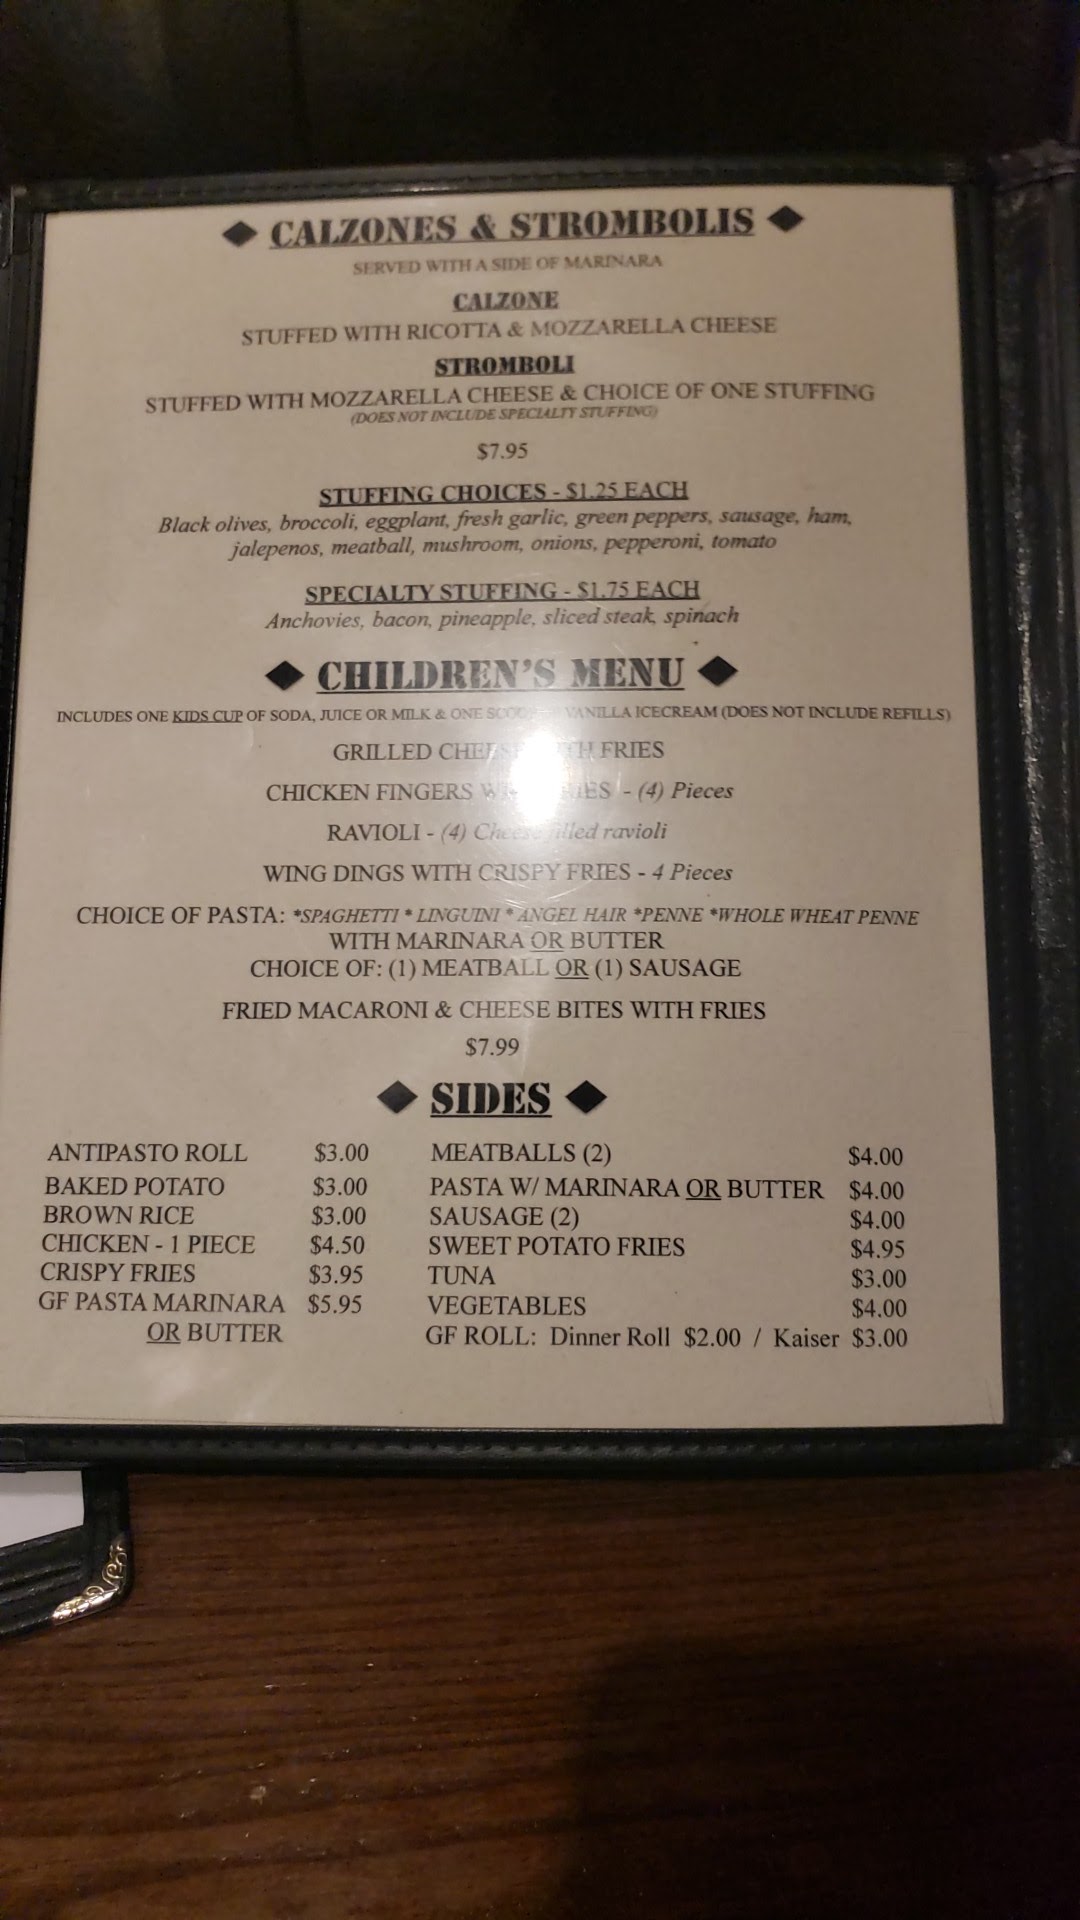 ◆ CALZONES & STROMBOLIS ◆
SERVED WITH A SIDE OF MARINARA
CALZONE
STUFFED WITH RICOTTA & MOZZARELLA CHEESE
STROMBOLI
STUFFED WITH MOZZARELLA CHEESE & CHOICE OF ONE STUFFING
(DOES NOT INCLUDE SPECIALTY STUFFING)
$7.95
STUFFING CHOICES - $1.25 EACH
Black olives, broccoli, eggplant, fresh garlic, green peppers, sausage, ham,
jalepenos, meatball, mushroom, onions, pepperoni, tomato
SPECIALTY STUFFING - $1.75 EACH
Anchovies, bacon, pineapple, sliced steak, spinach
◆ CHILDREN'S MENU ◆
INCLUDES ONE KIDS CUP OF SODA, JUICE OR MILK & ONE VANILLA ICECREAM (DOES NOT INCLUDE REFILLS)
GRILLED CHEESE WITH FRIES
CHICKEN FINGERS WITH FRIES - (4) Pieces
RAVIOLI - (4) Cheese filled ravioli
WING DINGS WITH CRISPY FRIES - 4 Pieces
CHOICE OF PASTA: *SPAGHETTI * LINGUINI * ANGEL HAIR *PENNE *WHOLE WHEAT PENNE
WITH MARINARA OR BUTTER
CHOICE OF: (1) MEATBALL OR (1) SAUSAGE
FRIED MACARONI & CHEESE BITES WITH FRIES
$7.99
◆ SIDES ◆
ANTIPASTO ROLL $3.00
BAKED POTATO $3.00
BROWN RICE $3.00
CHICKEN - 1 PIECE $4.50
CRISPY FRIES $3.95
GF PASTA MARINARA $5.95
OR BUTTER
MEATBALLS (2) $4.00
PASTA W/ MARINARA OR BUTTER $4.00
SAUSAGE (2) $4.00
SWEET POTATO FRIES $4.95
TUNA $3.00
VEGETABLES $4.00
GF ROLL: Dinner Roll $2.00 / Kaiser $3.00